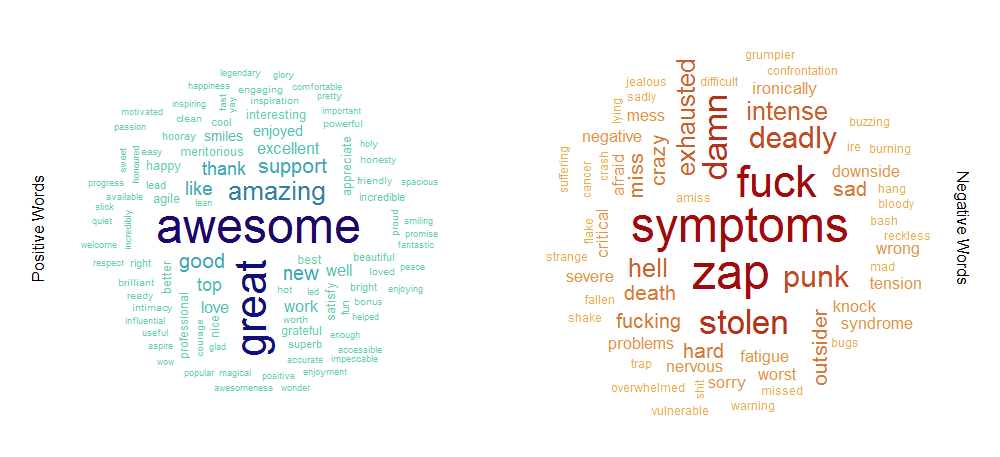 Positive Words
legendary glory
happiness engaging comfortable
inspiring fast yay inspiration pretty
motivated clean cool interesting important
passion hooray smiles enjoyed powerful
sweet honoured easy meritorious excellent holy
happy thank support appreciate honesty
progress lead like amazing friendly spacious
available agile lean incredible
slick
quiet incredibly awesome proud smiling
promise
welcome fantastic
respect right good great best beautiful peace
better new well loved
brilliant top hot led satisfy bright enjoying
ready
intimacy love work fun bonus
influential professional courage nice worth helped
useful grateful enough
aspire glad superb accessible
wow accurate impeccable
popular magical positive enjoyment
awesomeness wonder
Negative Words
grumpier
confrontation
jealous exhausted difficult ironically
sadly damn
lying mess intense buzzing
negative crazy deadly
suffering cancer crash afraid miss ire burning
downside
fuck sad hang
amiss bloody
flake critical symptoms bash
reckless
strange wrong
severe hell zap punk mad
tension
fallen death
shake fucking stolen knock
syndrome
problems hard outsider bugs
trap nervous fatigue
overwhelmed shit sorry worst
missed
vulnerable warning